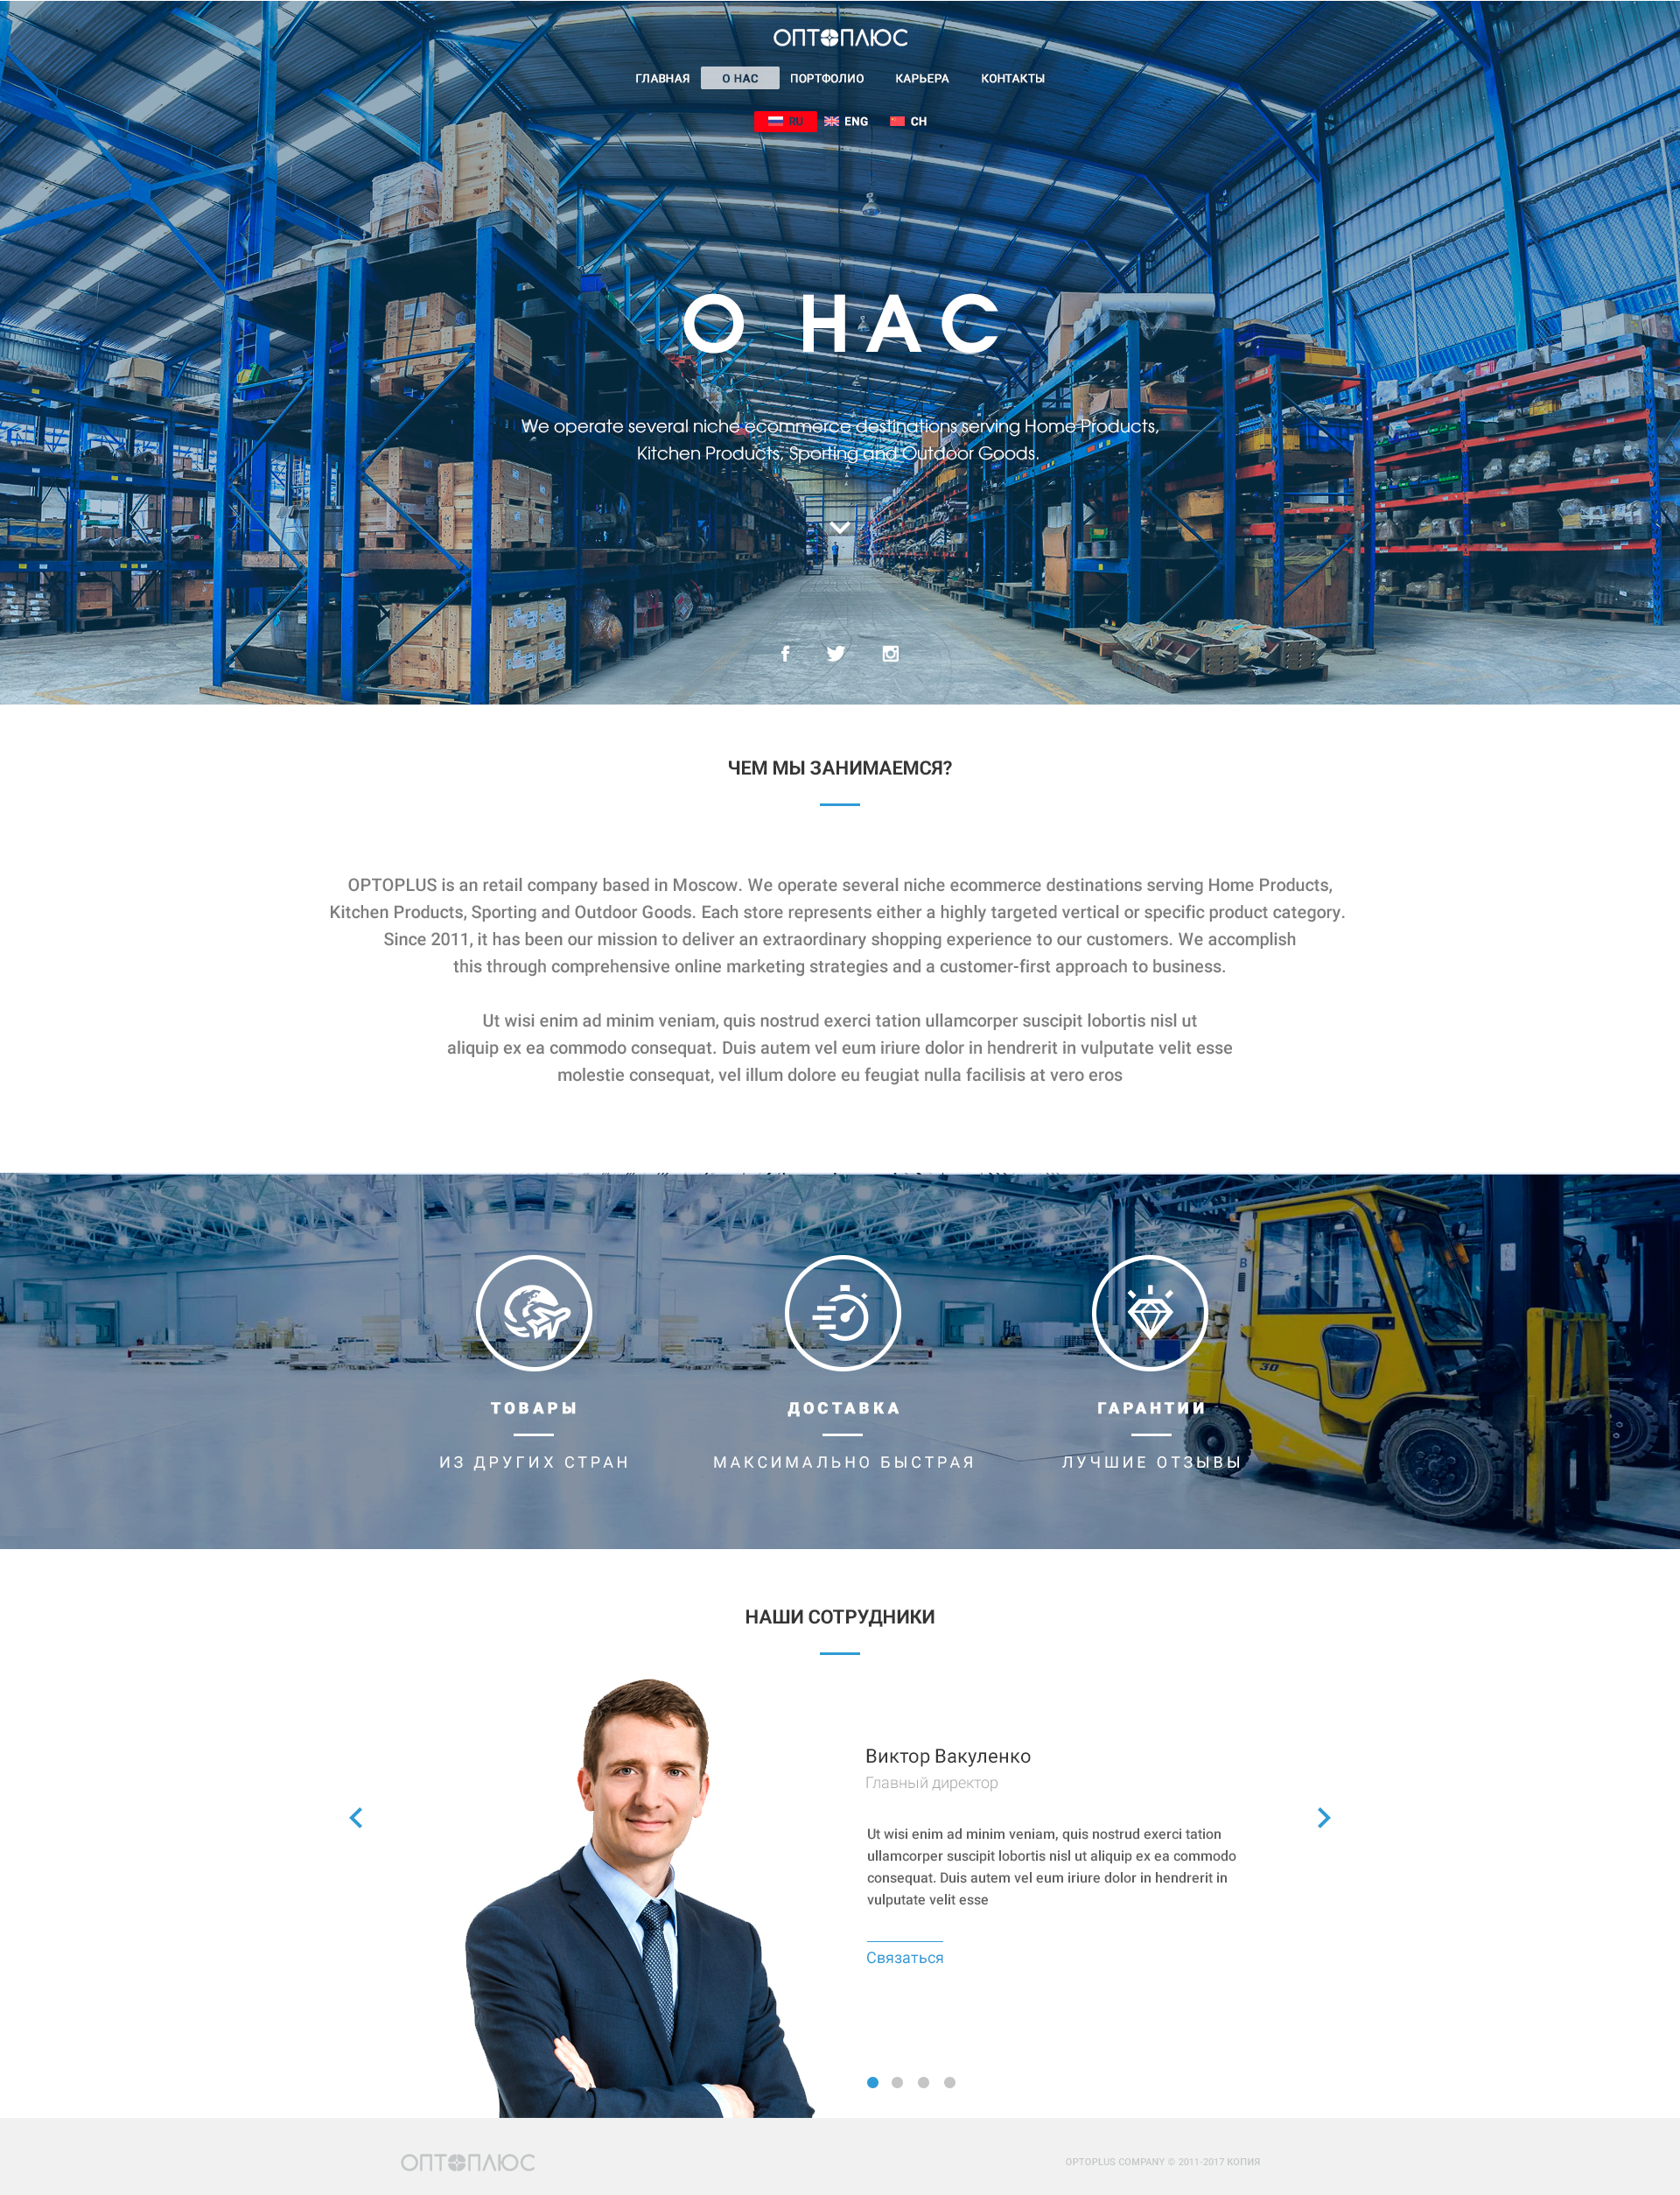 ОПТОПЛЮС
ГЛАВНАЯ О НАС ПОРТФОЛИО КАРЬЕРА КОНТАКТЫ
RU ENG CH
О НАС
We operate several niche ecommerce destinations serving Home Products,
Kitchen Products, Sporting and Outdoor Goods.
ЧЕМ МЫ ЗАНИМАЕМСЯ?
OPTOPLUS is an retail company based in Moscow. We operate several niche ecommerce destinations serving Home Products,
Kitchen Products, Sporting and Outdoor Goods. Each store represents either a highly targeted vertical or specific product category.
Since 2011, it has been our mission to deliver an extraordinary shopping experience to our customers. We accomplish
this through comprehensive online marketing strategies and a customer-first approach to business.
Ut wisi enim ad minim veniam, quis nostrud exerci tation ullamcorper suscipit lobortis nisl ut
aliquip ex ea commodo consequat. Duis autem vel eum iriure dolor in hendrerit in vulputate velit esse
molestie consequat, vel illum dolore eu feugiat nulla facilisis at vero eros
ТОВАРЫ
ИЗ ДРУГИХ СТРАН
ДОСТАВКА
МАКСИМАЛЬНО БЫСТРАЯ
ГАРАНТИИ
ЛУЧШИЕ ОТЗЫВЫ
30
НАШИ СОТРУДНИКИ
Виктор Вакуленко
Главный директор
Ut wisi enim ad minim veniam, quis nostrud exerci tation
ullamcorper suscipit lobortis nisl ut aliquip ex ea commodo
consequat. Duis autem vel eum iriure dolor in hendrerit in
vulputate velit esse
Связаться
ОПТОПЛЮС
OPTOPLUS COMPANY © 2011-2017 КОПИЯ